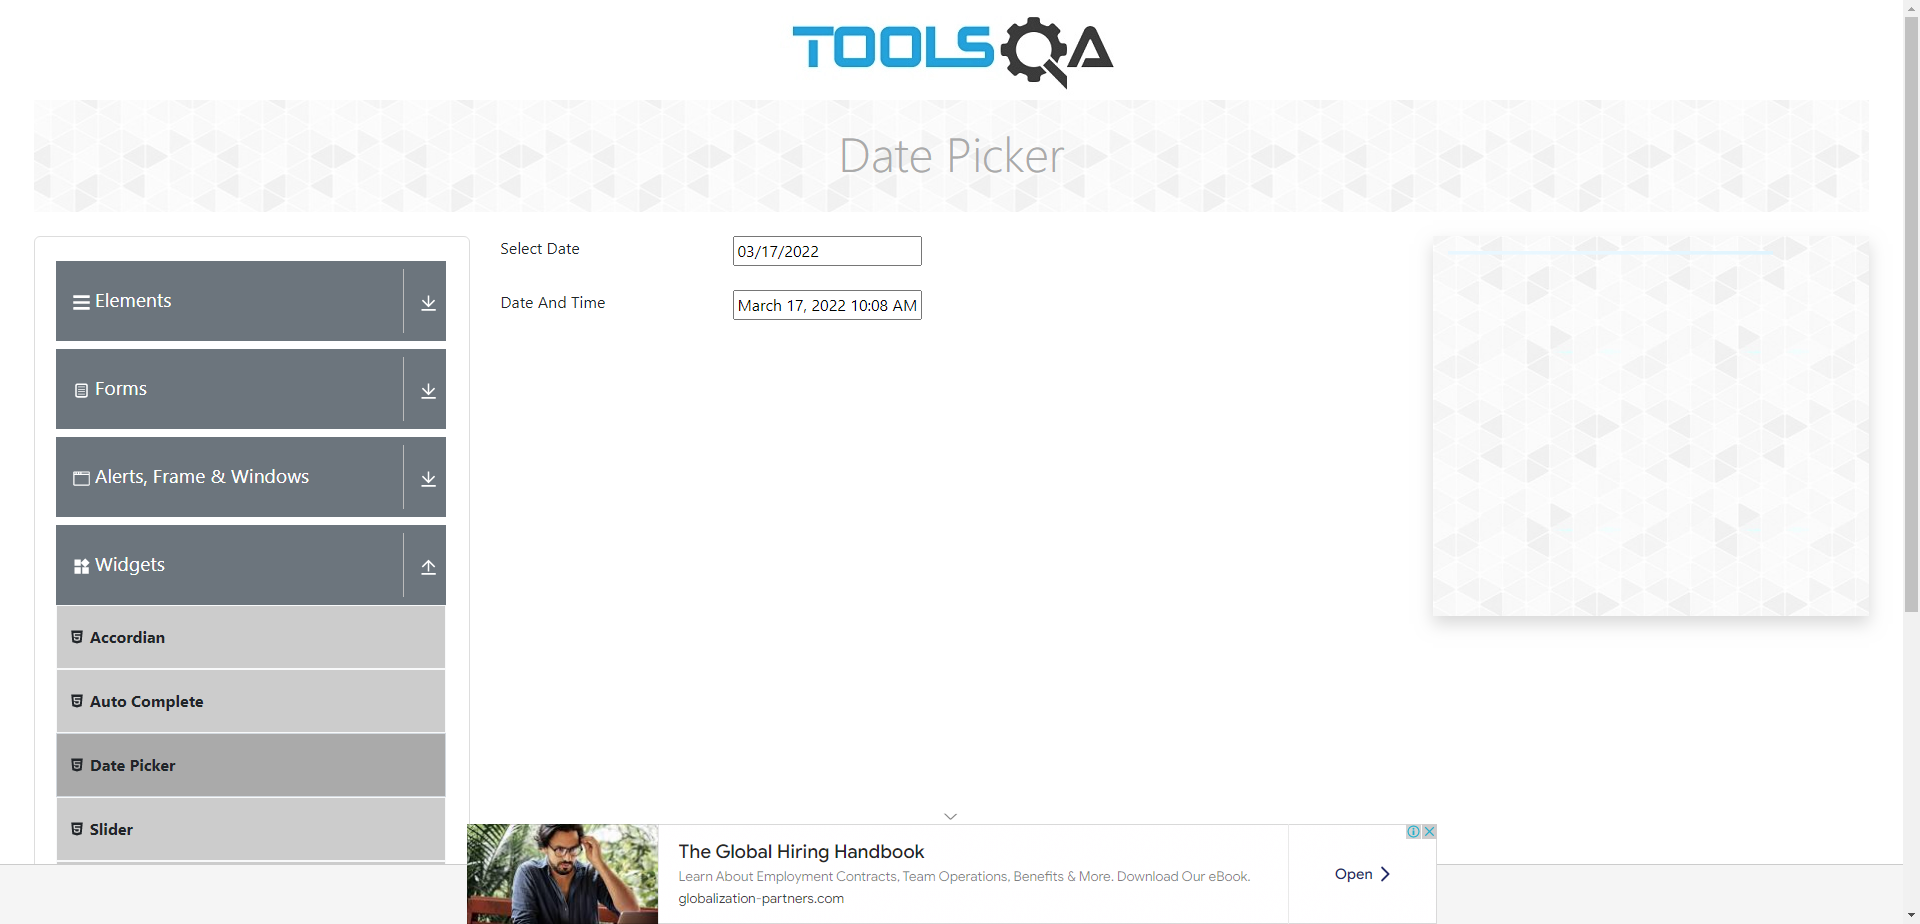 TOOLSQA
Date Picker
Elements
Forms
Alerts, Frame & Windows
Widgets
Accordian
Auto Complete
Date Picker
Slider
Select Date
03/17/2022
Date And Time
March 17, 2022 10:08 AM
The Global Hiring Handbook
Learn About Employment Contracts, Team Operations, Benefits & More. Download Our eBook.
globalization-partners.com
Open